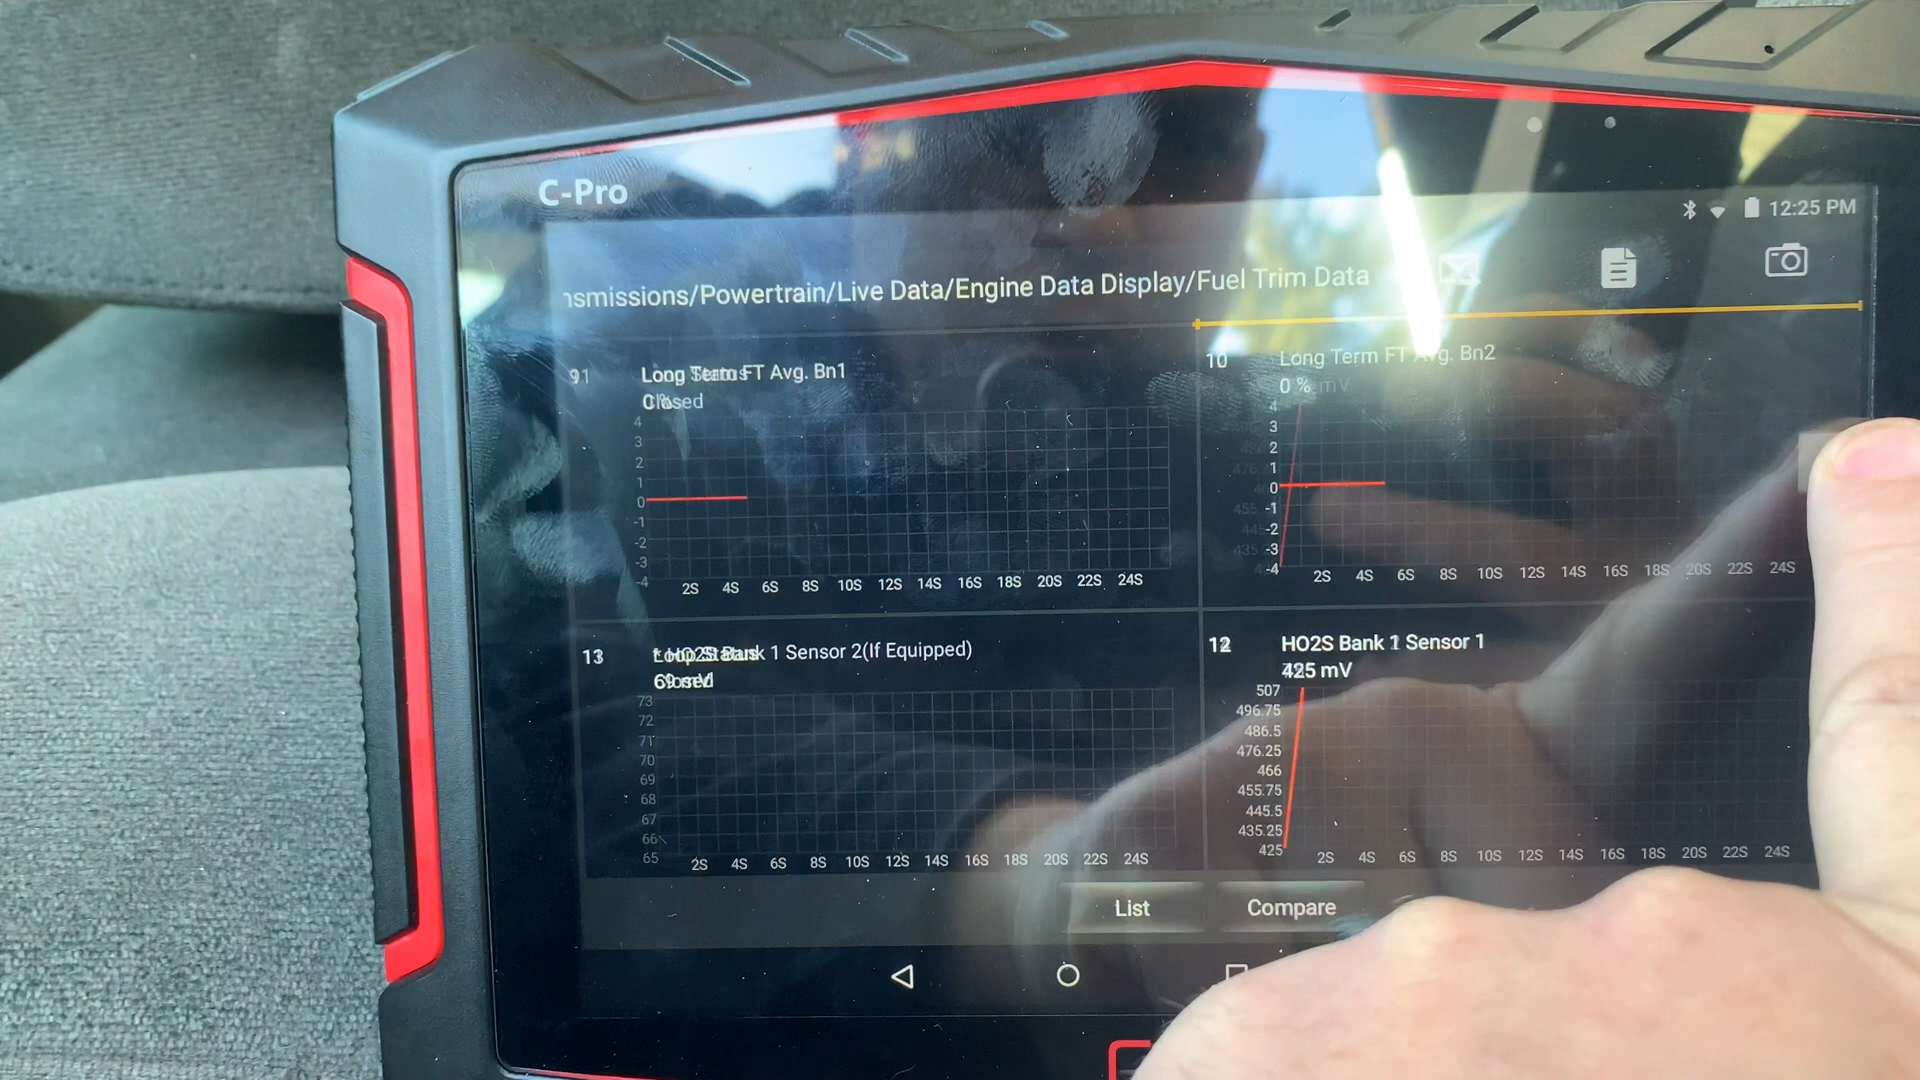 C-Pro
12:25 PM
nsmissions/Powertrain/Live Data/Engine Data Display/Fuel Trim Data
10
Long Term FT Avg. Bn1
Long Term FT Avg. Bn2
Closed
0 %
4
3
2
1
0
-1
-2
-3
-4
2S 4S 6S 8S 10S 12S 14S 16S 18S 20S 22S 24S
4
3
2
1
0
-1
-2
-3
-4
2S 4S 6S 8S 10S 12S 14S 16S 18S 20S 22S 24S
13
Loop Status
HO2S Bank 1 Sensor 2(If Equipped)
69 mV
73
72
71
70
69
68
67
66
65
2S 4S 6S 8S 10S 12S 14S 16S 18S 20S 22S 24S
12
HO2S Bank 1 Sensor 1
425 mV
507
496.75
486.5
476.25
466
455.75
445.5
435.25
425
2S 4S 6S 8S 10S 12S 14S 16S 18S 20S 22S 24S
List
Compare